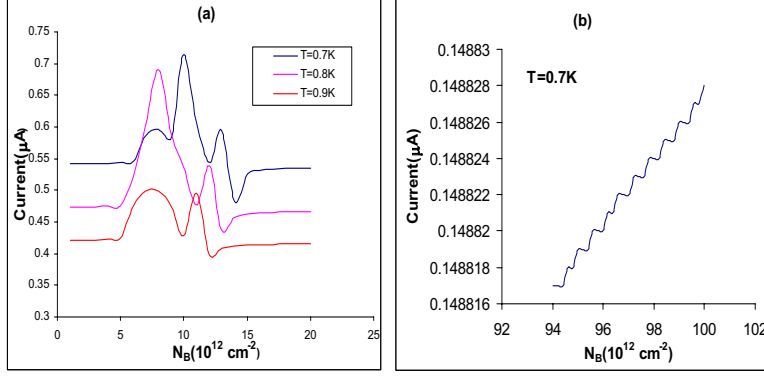 (a)
0.75
0.7
0.65
0.6
0.55
0.5
0.45
0.4
0.35
0.3
Current(μA)
T=0.7K
T=0.8K
T=0.9K
0 5 10 15 20 25
N_B(10^12 cm^-2)
(b)
T=0.7K
0.14883
0.148828
0.148826
0.148824
0.148822
0.14882
0.148818
0.148816
Current(μA)
92 94 96 98 100 102
N_B(10^12 cm^-2)